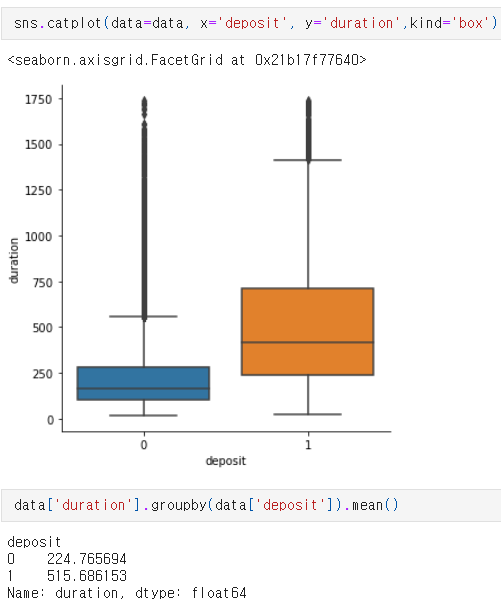 sns.catplot(data=data, x='deposit', y='duration',kind='box')
<seaborn.axisgrid.FacetGrid at 0x21b17f77640>
1750
1500
1250
1000
750
500
250
0
duration
0 1
deposit
data['duration'].groupby(data['deposit']).mean()
deposit
0 224.765694
1 515.686153
Name: duration, dtype: float64